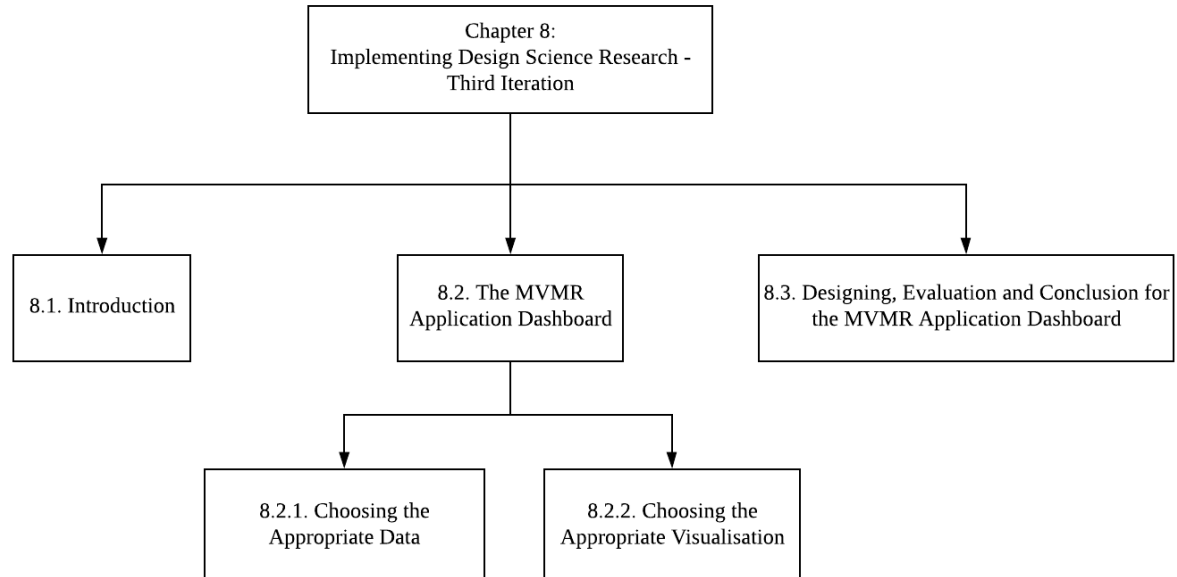 Chapter 8:
Implementing Design Science Research -
Third Iteration
8.1. Introduction
8.2. The MVMR
Application Dashboard
8.3. Designing, Evaluation and Conclusion for
the MVMR Application Dashboard
8.2.1. Choosing the
Appropriate Data
8.2.2. Choosing the
Appropriate Visualisation